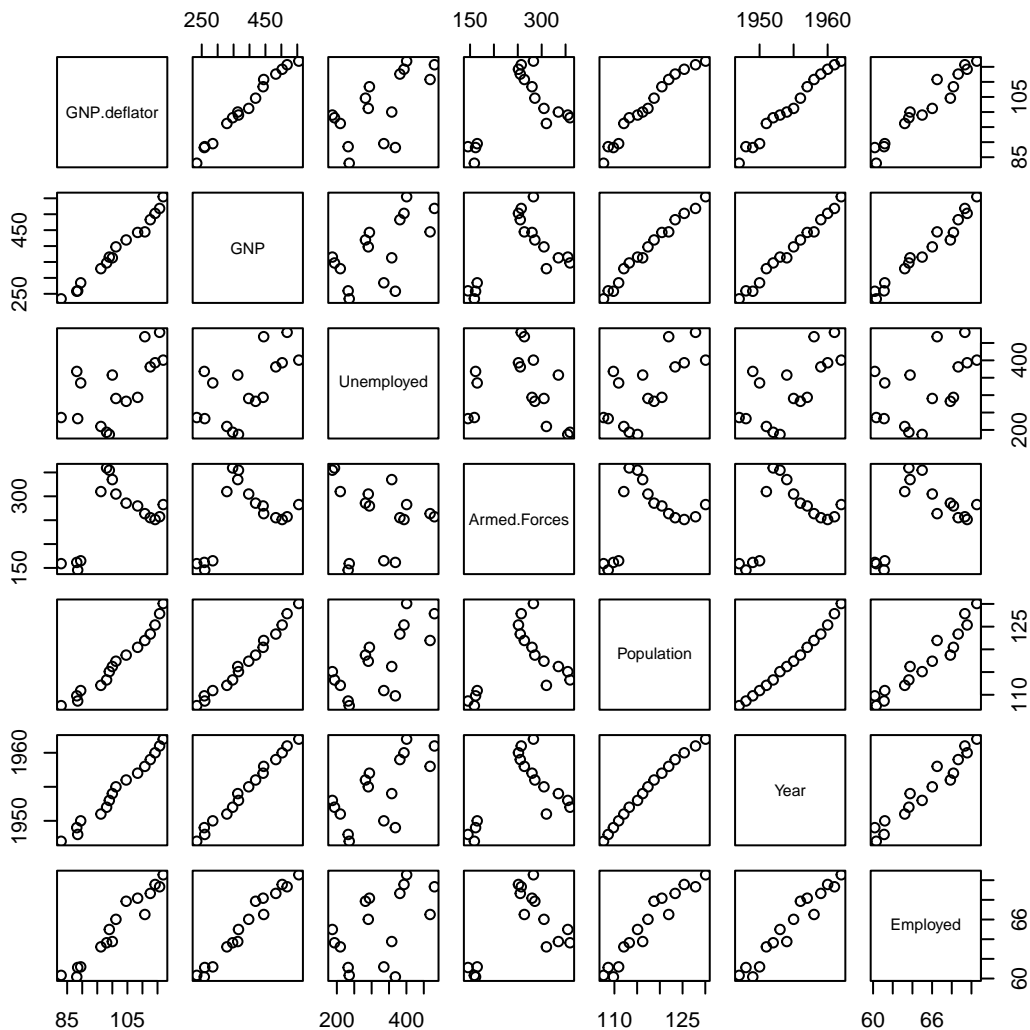 250 450 150 300 1950 1960
GNP.deflator
85 105
GNP
250 450
Unemployed
200 400
Armed.Forces
150 300
Population
110 125
Year
1950 1960
Employed
60 66
85 105 200 400 110 125 60 66